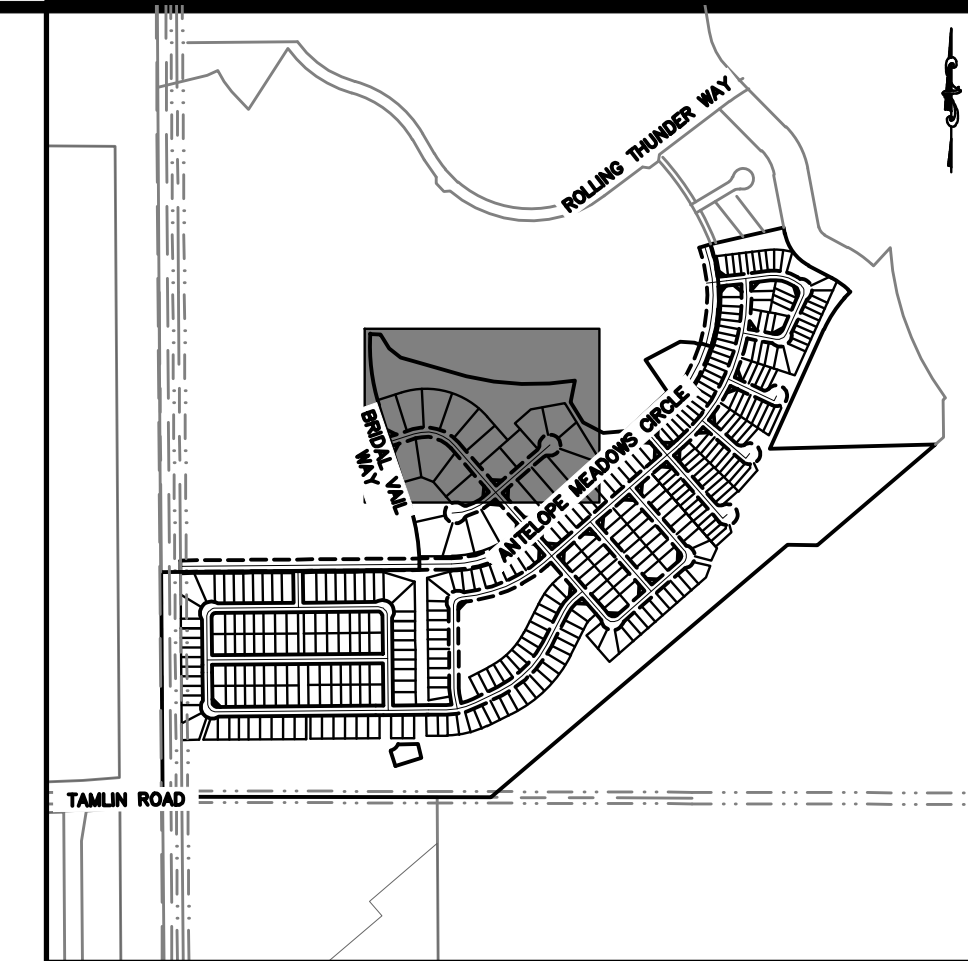 ROLLING THUNDER WAY
BRIDAL VAIL
WAY
ANTELOPE MEADOWS CIRCLE
TAMLIN ROAD